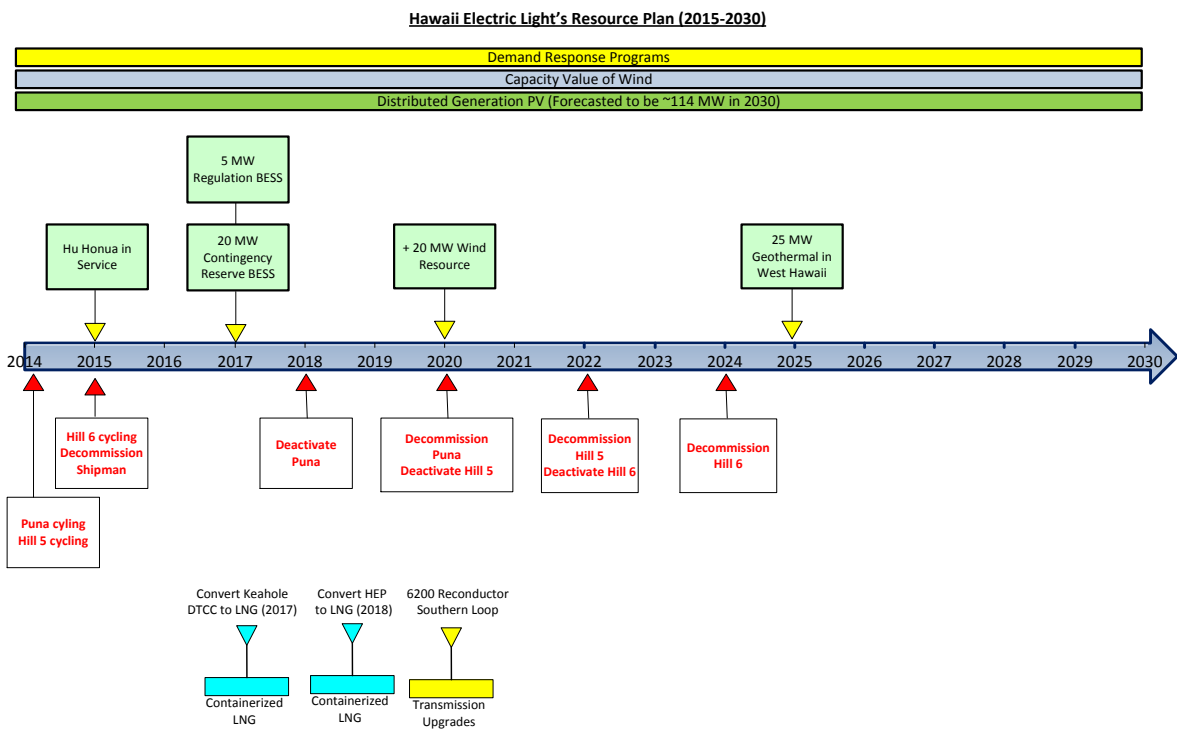 Hawaii Electric Light's Resource Plan (2015-2030)
Demand Response Programs
Capacity Value of Wind
Distributed Generation PV (Forecasted to be ~114 MW in 2030)
5 MW
Regulation BESS
Hu Honua in
Service
20 MW
Contingency
Reserve BESS
+ 20 MW Wind
Resource
25 MW
Geothermal in
West Hawaii
2014 2015 2016 2017 2018 2019 2020 2021 2022 2023 2024 2025 2026 2027 2028 2029 2030
Hill 6 cycling
Decommission
Shipman
Deactivate
Puna
Decommission
Puna
Deactivate Hill 5
Decommission
Hill 5
Deactivate Hill 6
Decommission
Hill 6
Puna cyling
Hill 5 cycling
Convert Keahole
DTCC to LNG (2017)
Convert HEP
to LNG (2018)
6200 Reconductor
Southern Loop
Containerized
LNG
Containerized
LNG
Transmission
Upgrades